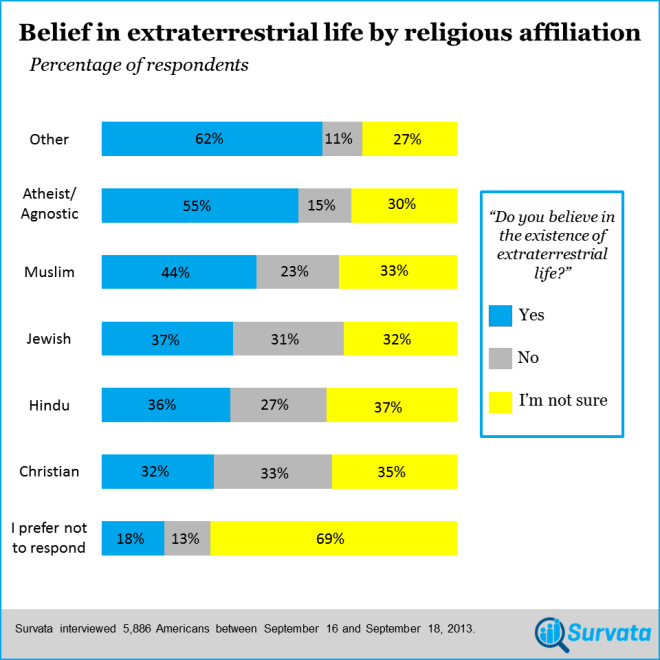 Belief in extraterrestrial life by religious affiliation
Percentage of respondents
Other
62%
11%
27%
Atheist/
Agnostic
55%
15%
30%
Muslim
44%
23%
33%
Jewish
37%
31%
32%
Hindu
36%
27%
37%
Christian
32%
33%
35%
I prefer not
to respond
18%
13%
69%
“Do you believe in
the existence of
extraterrestrial
life?”
Yes
No
I’m not sure
Survata interviewed 5,886 Americans between September 16 and September 18, 2013.
Survata